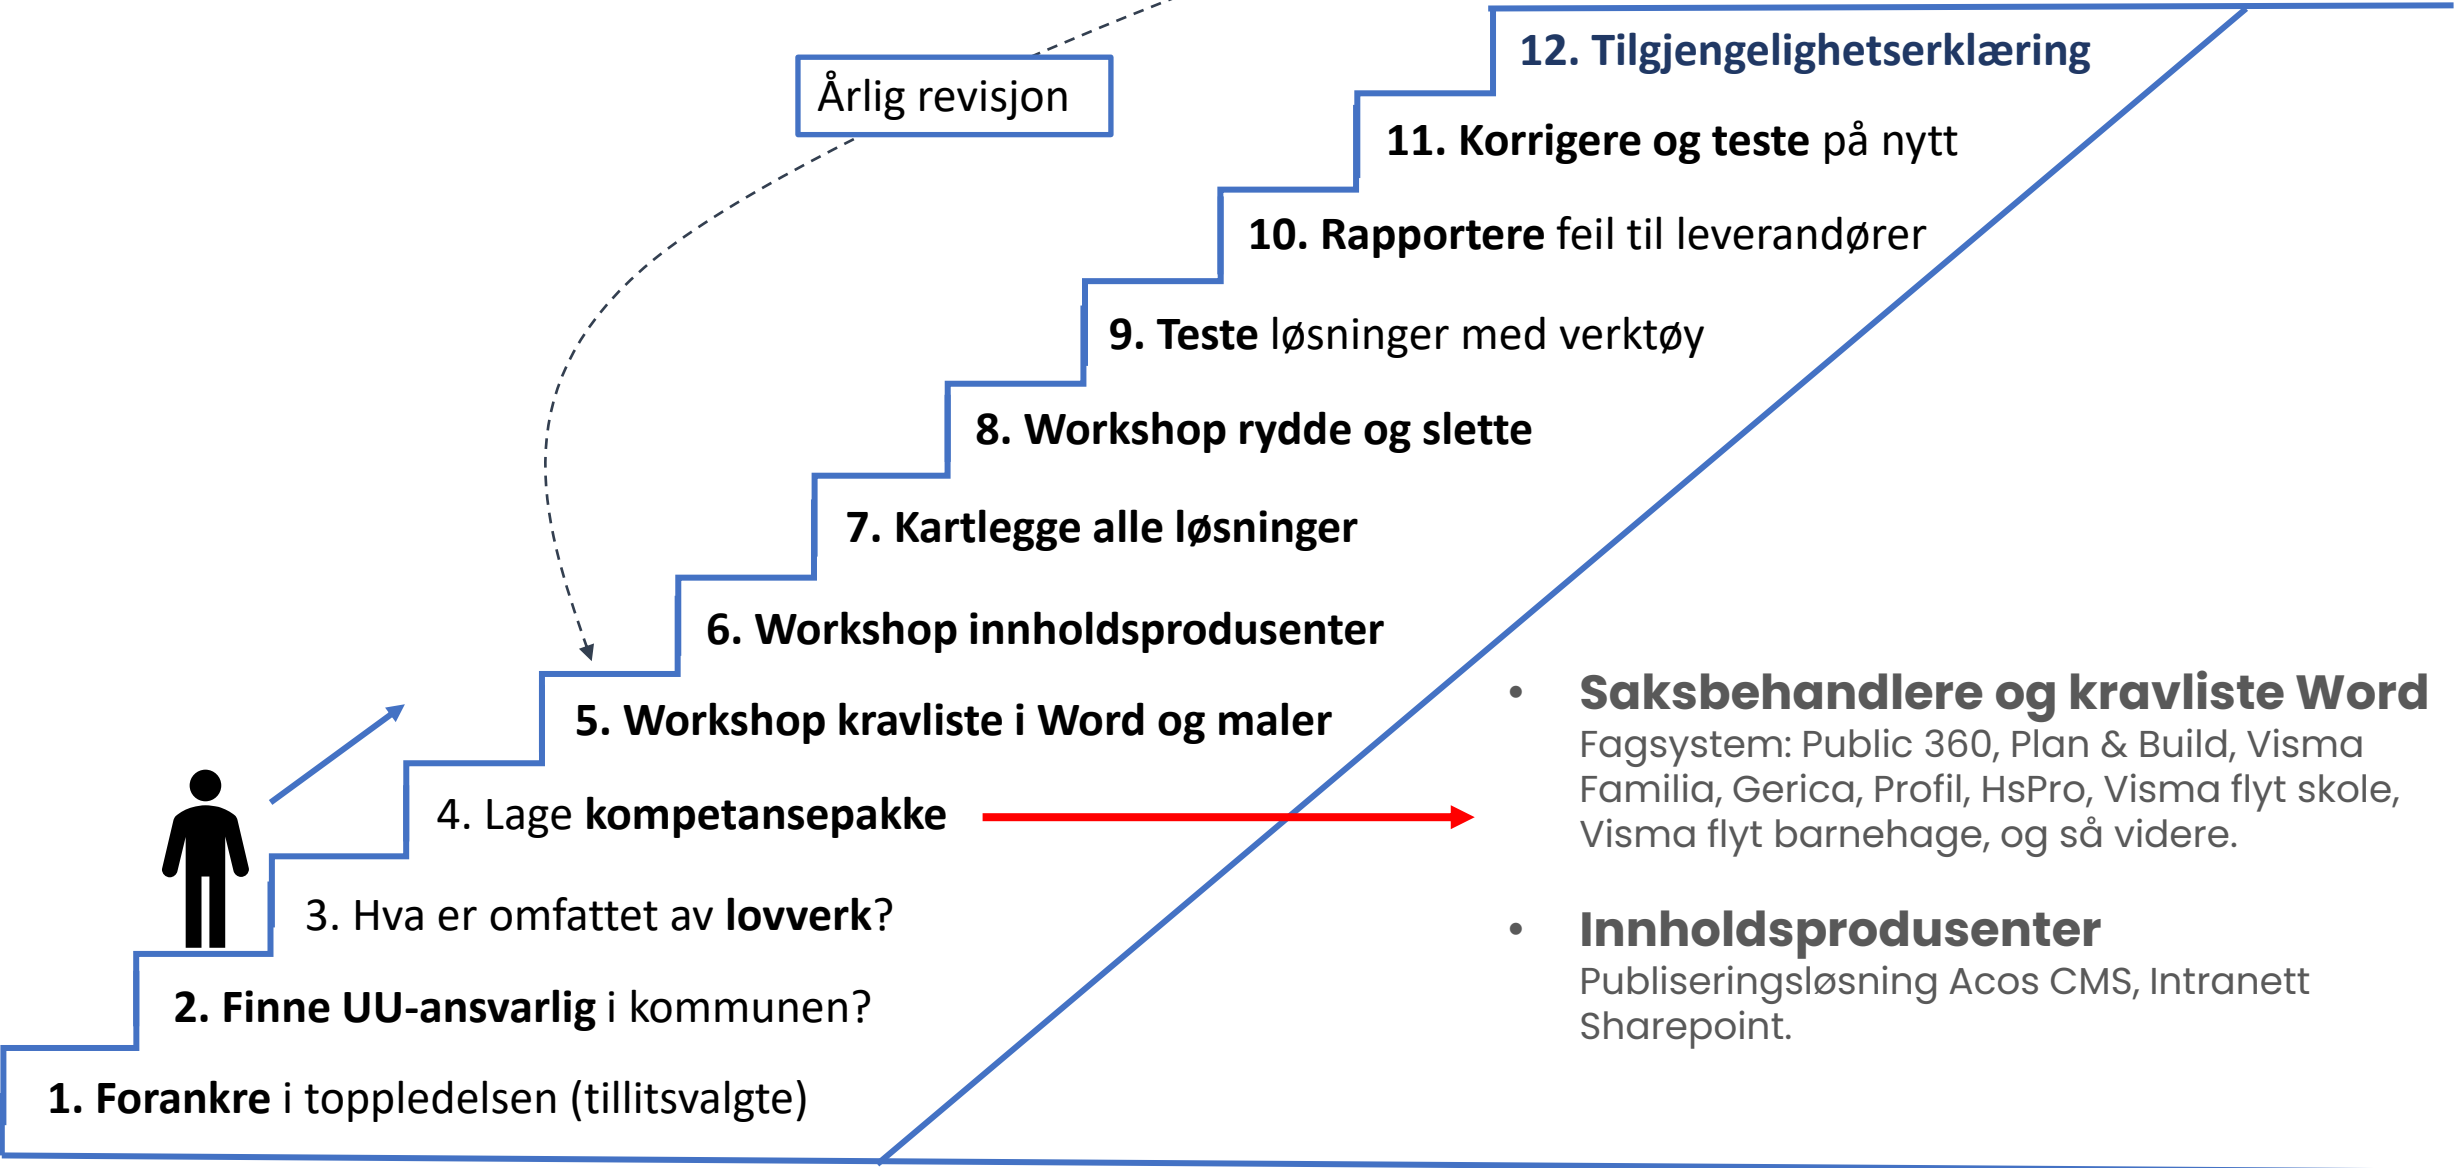 12. Tilgjengelighetserklæring
Årlig revisjon
11. Korrigere og teste på nytt
10. Rapportere feil til leverandører
9. Teste løsninger med verktøy
8. Workshop rydde og slette
7. Kartlegge alle løsninger
6. Workshop innholdsprodusenter
5. Workshop kravliste i Word og maler
4. Lage kompetansepakke
3. Hva er omfattet av lovverk?
2. Finne UU-ansvarlig i kommunen?
1. Forankre i toppledelsen (tillitsvalgte)
• Saksbehandlere og kravliste Word
Fagsystem: Public 360, Plan & Build, Visma
Familia, Gerica, Profil, HsPro, Visma flyt skole,
Visma flyt barnehage, og så videre.
• Innholdsprodusenter
Publiseringsløsning Acos CMS, Intranett
Sharepoint.